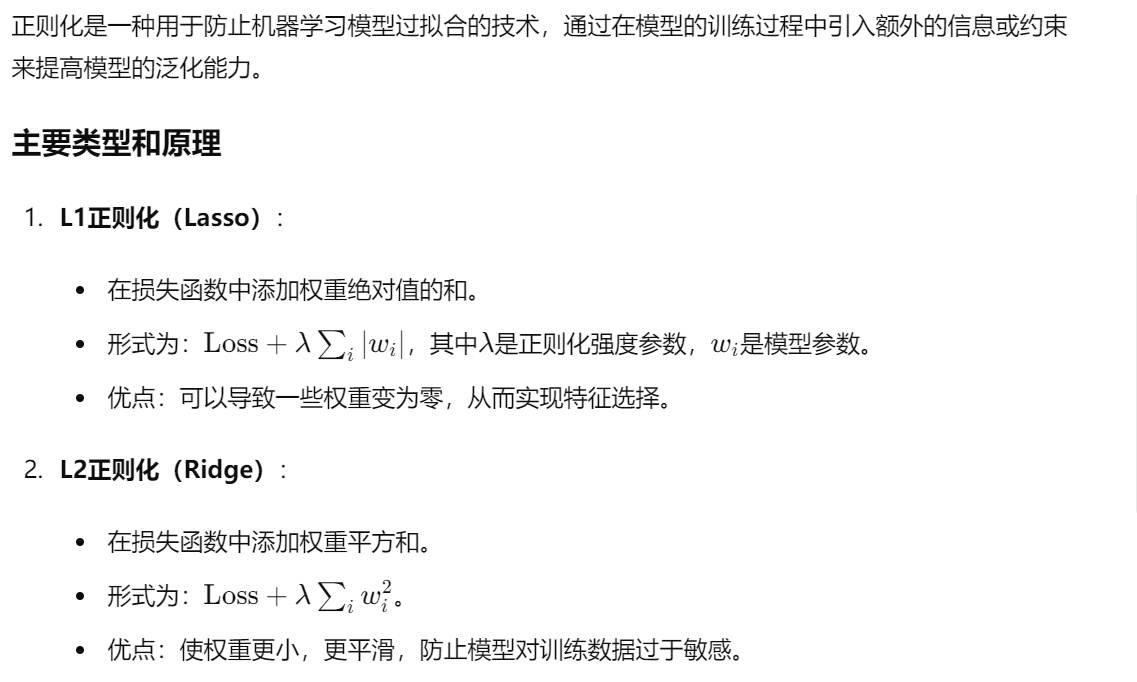 正则化是一种用于防止机器学习模型过拟合的技术，通过在模型的训练过程中引入额外的信息或约束
来提高模型的泛化能力。
主要类型和原理
1. L1正则化（Lasso）：
• 在损失函数中添加权重绝对值的和。
• 形式为：Loss + λ ∑_i |w_i|，其中λ是正则化强度参数，w_i是模型参数。
• 优点：可以导致一些权重变为零，从而实现特征选择。
2. L2正则化（Ridge）：
• 在损失函数中添加权重平方和。
• 形式为：Loss + λ ∑_i w_i^2。
• 优点：使权重更小，更平滑，防止模型对训练数据过于敏感。